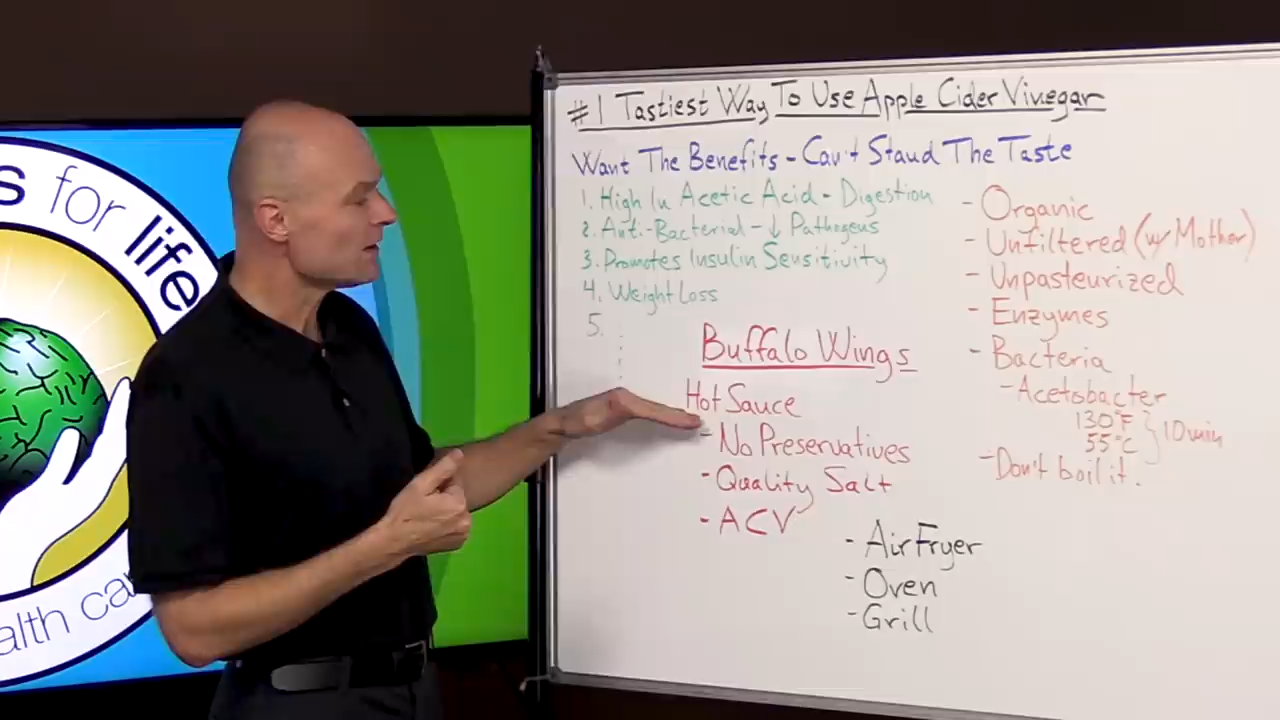 s for life
alth ca
#1 Tastiest Way To Use Apple Cider Vinegar
Want The Benefits - Can't Stand The Taste
1. High In Acetic Acid - Digestion
2. Anti-Bacterial - ↓ Pathogens
3. Promotes Insulin Sensitivity
4. Weight Loss
5.
- Organic
- Unfiltered (w/ Mother)
- Unpasteurized
- Enzymes
- Bacteria
- Acetobacter
130°F
55°C } 10 min
- Don't boil it.
Buffalo Wings
Hot Sauce
- No Preservatives
- Quality Salt
- ACV
- Air Fryer
- Oven
- Grill